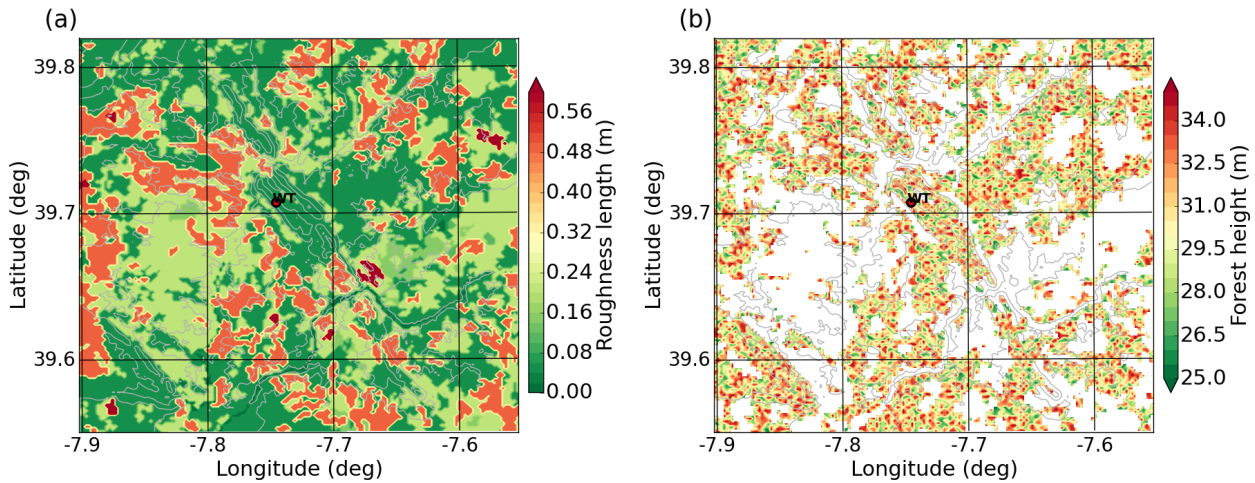 (a)
39.8
39.7
39.6
Latitude (deg)
-7.9
-7.8
-7.7
-7.6
Longitude (deg)
WT
0.56
0.48
0.40
0.32
0.24
0.16
0.08
0.00
Roughness length (m)
(b)
39.8
39.7
39.6
Latitude (deg)
-7.9
-7.8
-7.7
-7.6
Longitude (deg)
WT
34.0
32.5
31.0
29.5
28.0
26.5
25.0
Forest height (m)